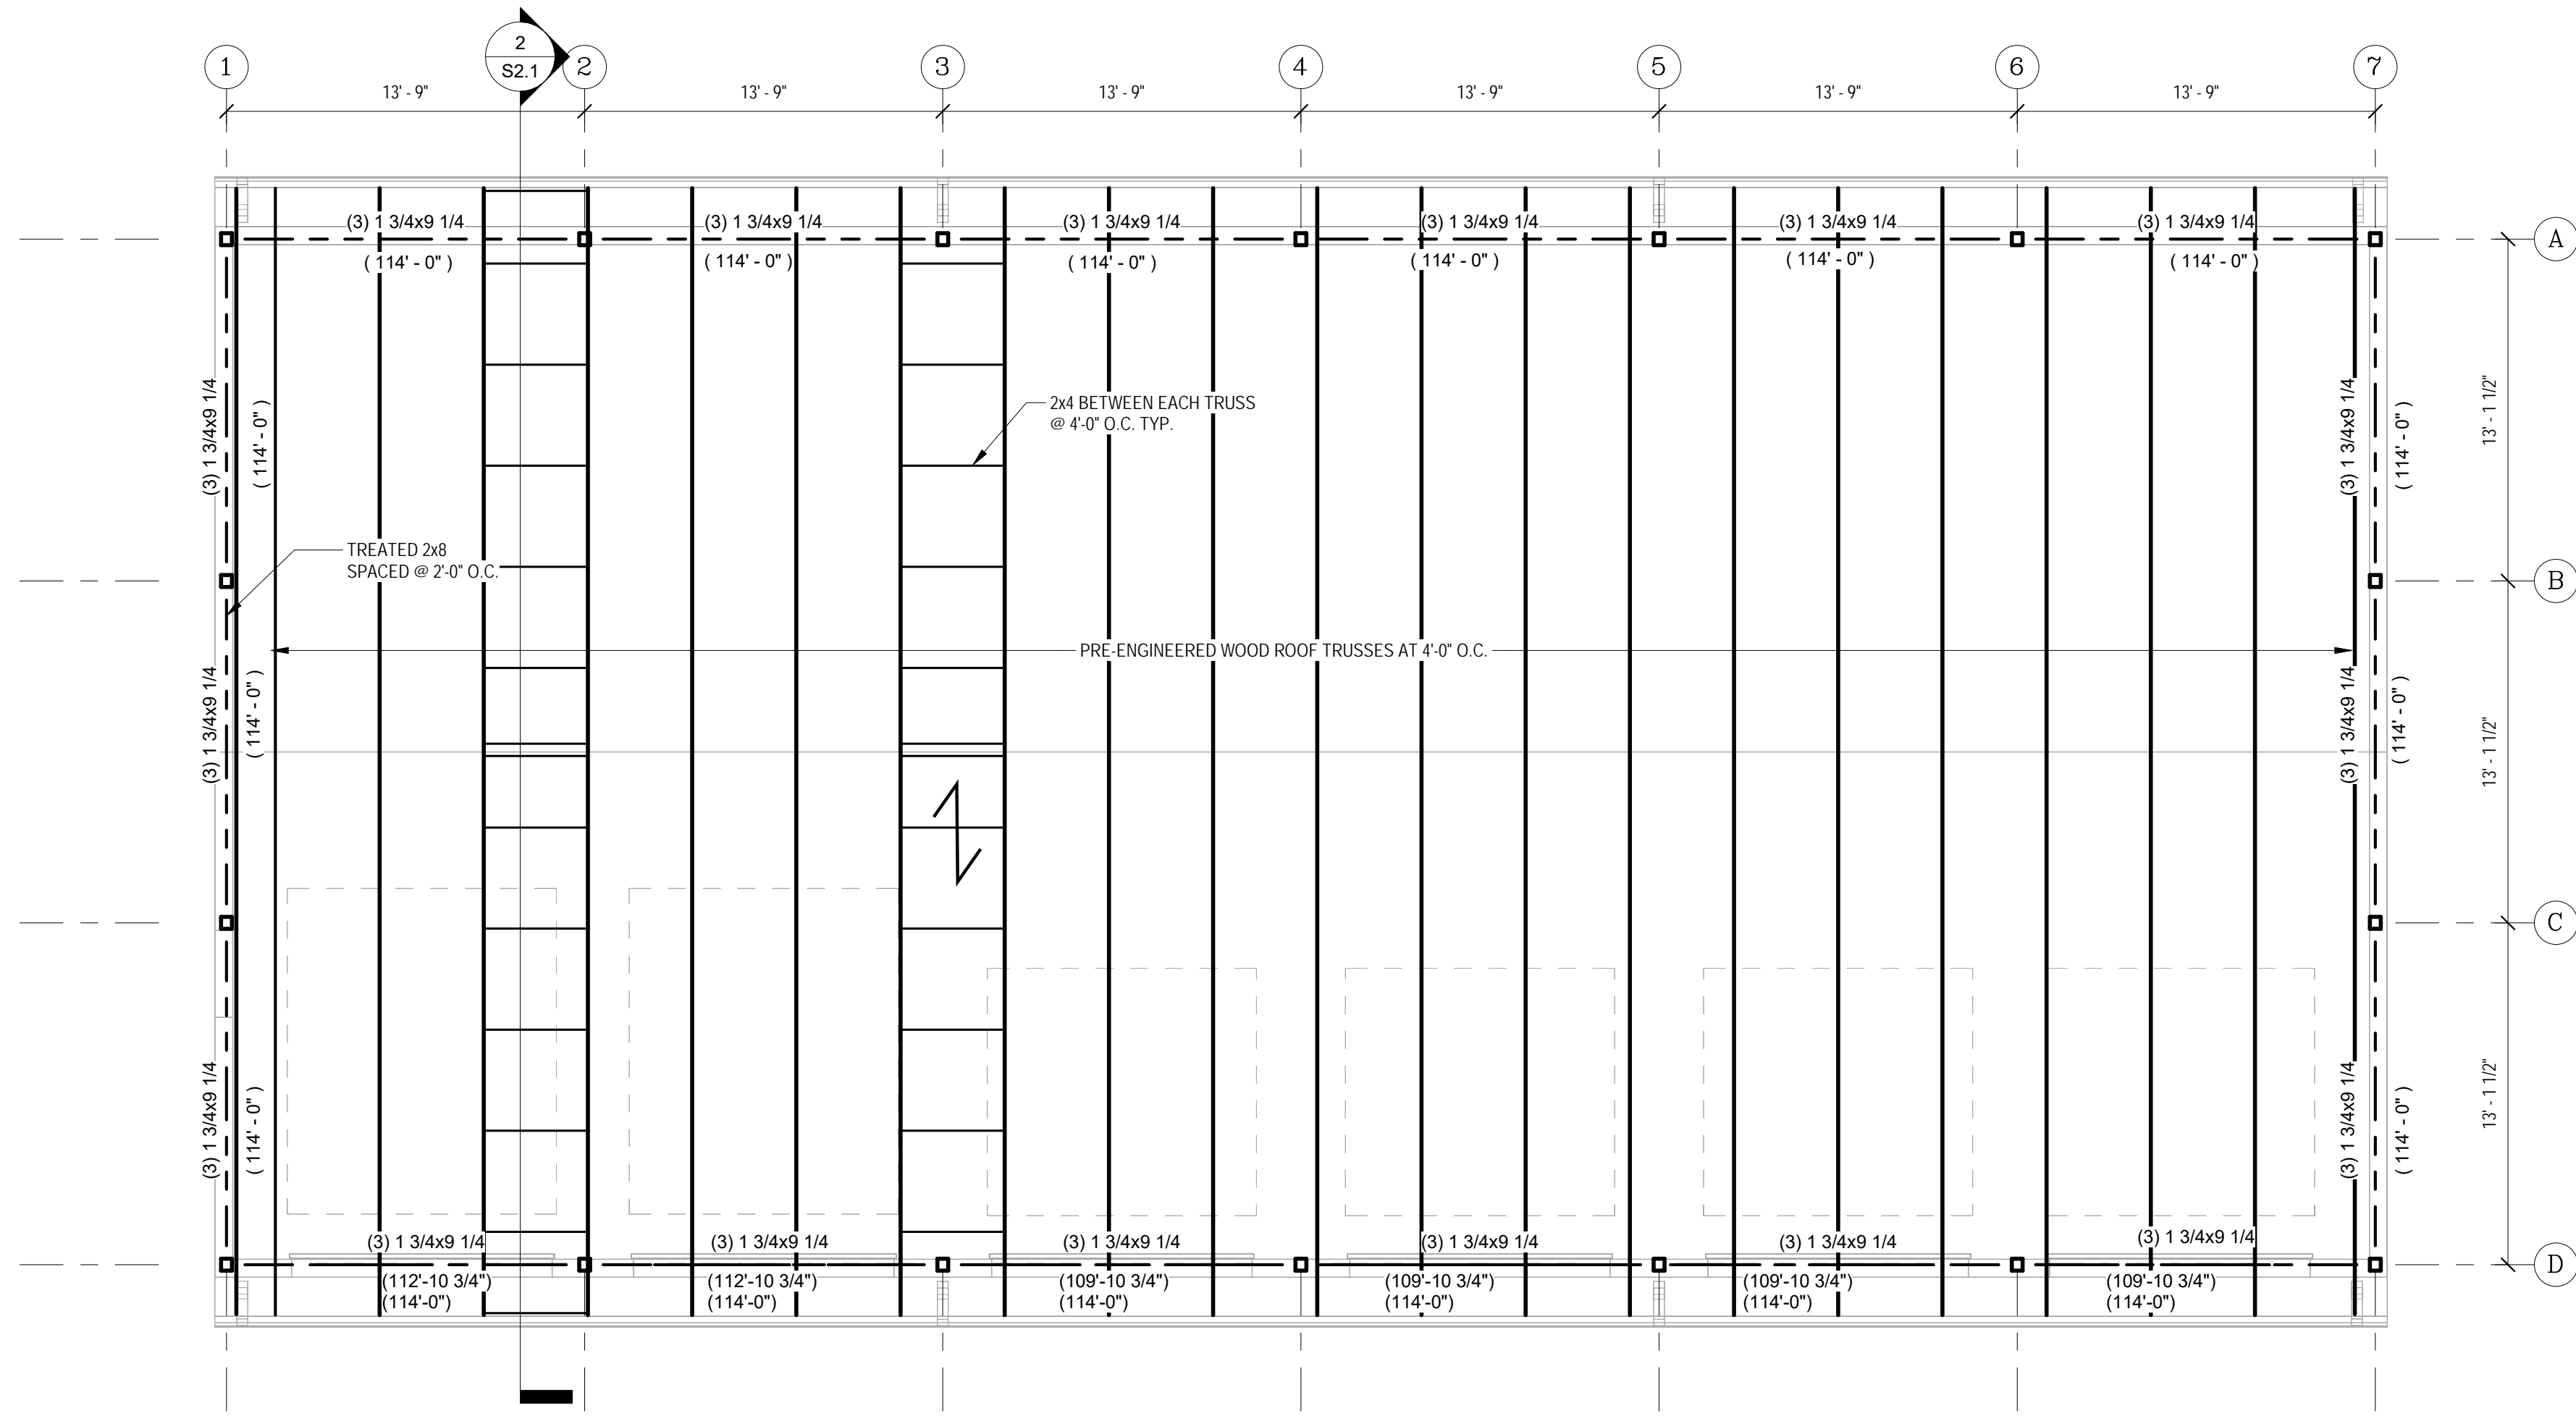 2
S2.1
1
2
3
4
5
6
7
13' - 9"
13' - 9"
13' - 9"
13' - 9"
13' - 9"
13' - 9"
(3) 1 3/4x9 1/4
(3) 1 3/4x9 1/4
(3) 1 3/4x9 1/4
(3) 1 3/4x9 1/4
(3) 1 3/4x9 1/4
(3) 1 3/4x9 1/4
A
( 114' - 0" )
( 114' - 0" )
( 114' - 0" )
( 114' - 0" )
( 114' - 0" )
( 114' - 0" )
(3) 1 3/4x9 1/4
( 114' - 0" )
2x4 BETWEEN EACH TRUSS
@ 4'-0" O.C. TYP.
(3) 1 3/4x9 1/4
( 114' - 0" )
13' - 1 1/2"
TREATED 2x8
SPACED @ 2'-0" O.C.
B
PRE-ENGINEERED WOOD ROOF TRUSSES AT 4'-0" O.C.
(3) 1 3/4x9 1/4
( 114' - 0" )
(3) 1 3/4x9 1/4
( 114' - 0" )
13' - 1 1/2"
C
(3) 1 3/4x9 1/4
( 114' - 0" )
(3) 1 3/4x9 1/4
( 114' - 0" )
13' - 1 1/2"
(3) 1 3/4x9 1/4
(3) 1 3/4x9 1/4
(3) 1 3/4x9 1/4
(3) 1 3/4x9 1/4
(3) 1 3/4x9 1/4
(3) 1 3/4x9 1/4
D
(112'-10 3/4")
(114'-0")
(112'-10 3/4")
(114'-0")
(109'-10 3/4")
(114'-0")
(109'-10 3/4")
(114'-0")
(109'-10 3/4")
(114'-0")
(109'-10 3/4")
(114'-0")